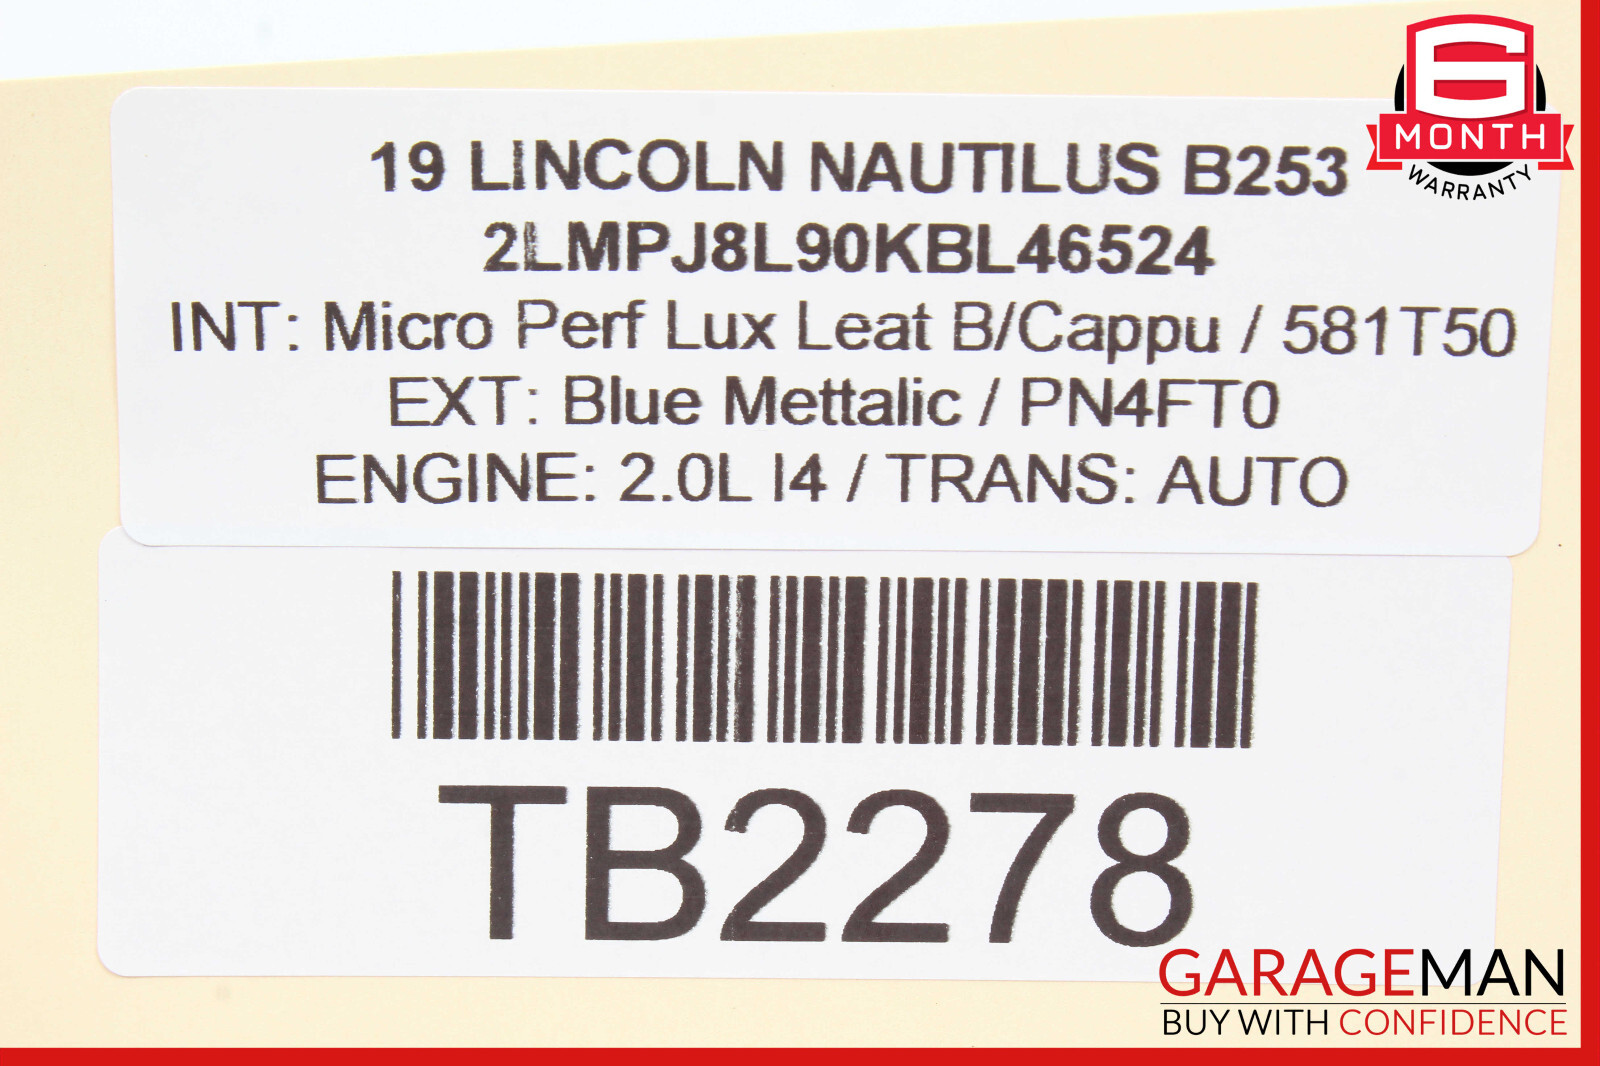 6
MONTH
WARRANTY
19 LINCOLN NAUTILUS B253
2LMPJ8L90KBL46524
INT: Micro Perf Lux Leat B/Cappu / 581T50
EXT: Blue Mettalic / PN4FT0
ENGINE: 2.0L I4 / TRANS: AUTO
TB2278
GARAGEMAN
BUY WITH CONFIDENCE